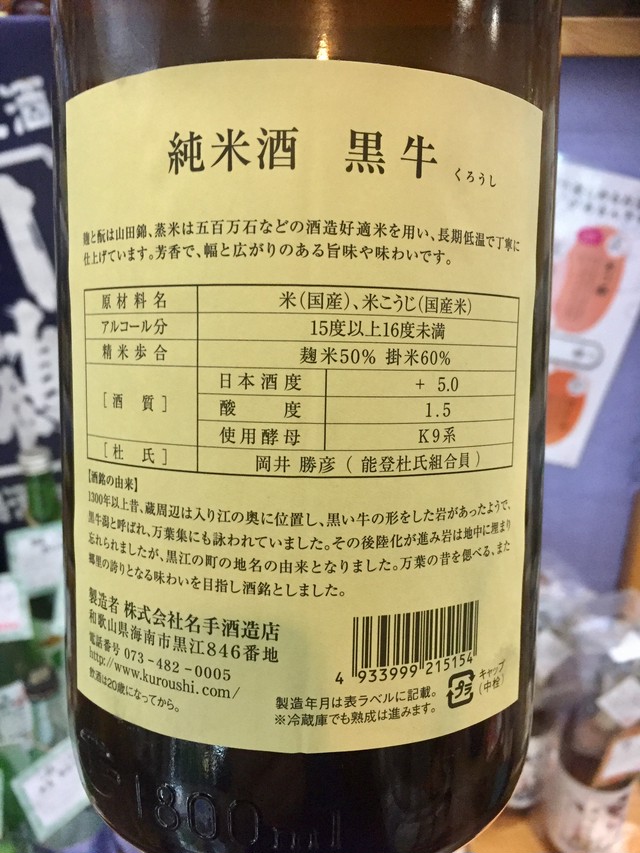 純米酒 黒牛 くろうし
麹と酛は山田錦、蒸米は五百万石などの酒造好適米を用い、長期低温で丁寧に
仕上げています。芳香で、幅と広がりのある旨味や味わいです。
原材料名 米(国産)、米こうじ(国産米)
アルコール分 15度以上16度未満
精米歩合 麹米50% 掛米60%
[酒質] 日本酒度 + 5.0
酸度 1.5
使用酵母 K9系
[杜氏] 岡井 勝彦 ( 能登杜氏組合員 )
【酒銘の由来】
1300年以上昔、蔵周辺は入り江の奥に位置し、黒い牛の形をした岩があったようで、
黒牛潟と呼ばれ、万葉集にも詠われていました。その後陸化が進み岩は地中に埋まり
忘れられましたが、黒江の町の地名の由来となりました。万葉の昔を偲べる、また
郷里の誇りとなる味わいを目指し酒銘としました。
製造者 株式会社名手酒造店
和歌山県海南市黒江846番地
電話番号 073-482-0005
http://www.kuroushi.com/
飲酒は20歳になってから。
4 933999 215154
キャップ
(中栓)
プラ
製造年月は表ラベルに記載。
※冷蔵庫でも熟成は進みます。
1800ml
酒